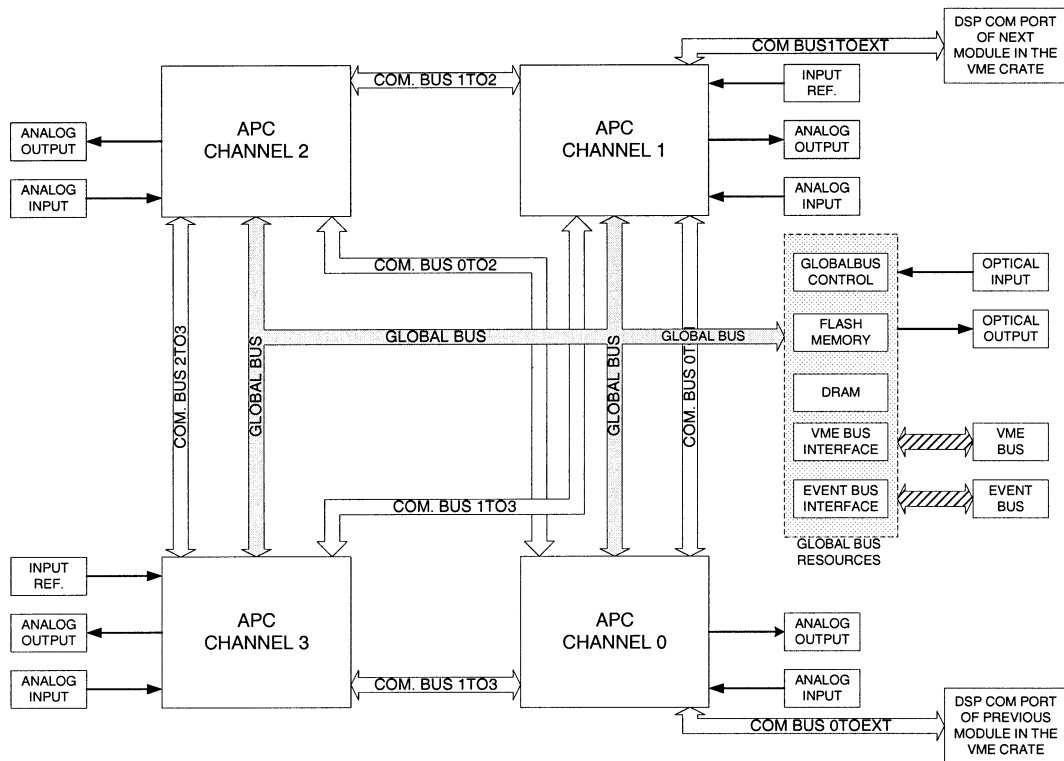 DSP COM PORT
OF NEXT
MODULE IN THE
VME CRATE
COM BUS1TOEXT
COM. BUS 1TO2
INPUT
REF.
APC
CHANNEL 2
APC
CHANNEL 1
ANALOG
OUTPUT
ANALOG
OUTPUT
ANALOG
INPUT
ANALOG
INPUT
COM. BUS 0TO2
GLOBALBUS
CONTROL
OPTICAL
INPUT
GLOBAL BUS
GLOBAL BUS
FLASH
MEMORY
OPTICAL
OUTPUT
COM. BUS 2TO3
GLOBAL BUS
GLOBAL BUS
COM. BUS 0T
DRAM
VME BUS
INTERFACE
VME
BUS
COM. BUS 1TO3
EVENT BUS
INTERFACE
EVENT
BUS
GLOBAL BUS
RESOURCES
INPUT
REF.
APC
CHANNEL 3
APC
CHANNEL 0
ANALOG
OUTPUT
ANALOG
OUTPUT
ANALOG
INPUT
COM. BUS 1TO3
ANALOG
INPUT
COM BUS 0TOEXT
DSP COM PORT
OF PREVIOUS
MODULE IN THE
VME CRATE